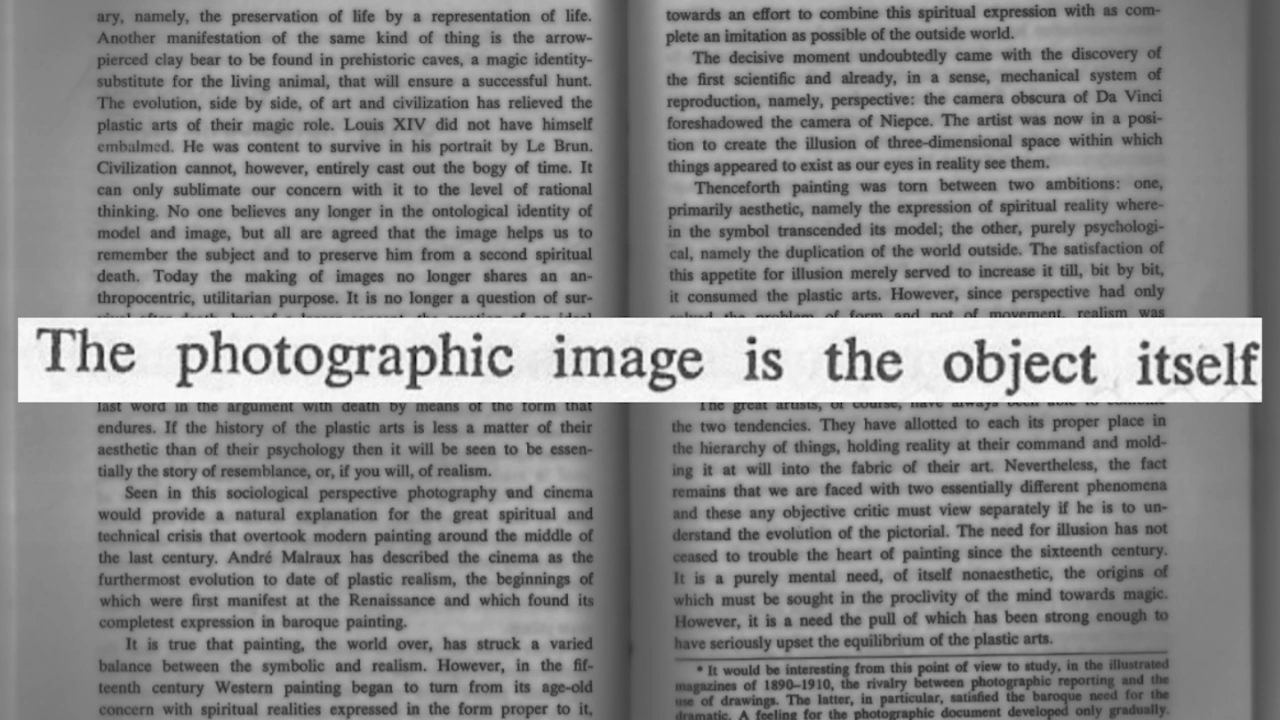 ary, namely, the preservation of life by a representation of life.
Another manifestation of the same kind of thing is the arrow-
pierced clay bear to be found in prehistoric caves, a magic identity-
substitute for the living animal, that will ensure a successful hunt.
The evolution, side by side, of art and civilization has relieved the
plastic arts of their magic role. Louis XIV did not have himself
embalmed. He was content to survive in his portrait by Le Brun.
Civilization cannot, however, entirely cast out the bogy of time. It
can only sublimate our concern with it to the level of rational
thinking. No one believes any longer in the ontological identity of
model and image, but all are agreed that the image helps us to
remember the subject and to preserve him from a second spiritual
death. Today the making of images no longer shares an an-
thropocentric, utilitarian purpose. It is no longer a question of sur-
The photographic image is the object itself
last word in the argument with death by means of the form that
endures. If the history of the plastic arts is less a matter of their
aesthetic than of their psychology then it will be seen to be essen-
tially the story of resemblance, or, if you will, of realism.
Seen in this sociological perspective photography and cinema
would provide a natural explanation for the great spiritual and
technical crisis that overtook modern painting around the middle of
the last century. André Malraux has described the cinema as the
furthermost evolution to date of plastic realism, the beginnings of
which were first manifest at the Renaissance and which found its
completest expression in baroque painting.
It is true that painting, the world over, has struck a varied
balance between the symbolic and realism. However, in the fif-
teenth century Western painting began to turn from its age-old
concern with spiritual realities expressed in the form proper to it,
towards an effort to combine this spiritual expression with as com-
plete an imitation as possible of the outside world.
The decisive moment undoubtedly came with the discovery of
the first scientific and already, in a sense, mechanical system of
reproduction, namely, perspective: the camera obscura of Da Vinci
foreshadowed the camera of Niepce. The artist was now in a posi-
tion to create the illusion of three-dimensional space within which
things appeared to exist as our eyes in reality see them.
Thenceforth painting was torn between two ambitions: one,
primarily aesthetic, namely the expression of spiritual reality where-
in the symbol transcended its model; the other, purely psychologi-
cal, namely the duplication of the world outside. The satisfaction of
this appetite for illusion merely served to increase it till, bit by bit,
it consumed the plastic arts. However, since perspective had only
solved the problem of form and not of movement, realism was
The great artists, of course, have always been able to combine
the two tendencies. They have allotted to each its proper place in
the hierarchy of things, holding reality at their command and mold-
ing it at will into the fabric of their art. Nevertheless, the fact
remains that we are faced with two essentially different phenomena
and these any objective critic must view separately if he is to un-
derstand the evolution of the pictorial. The need for illusion has not
ceased to trouble the heart of painting since the sixteenth century.
It is a purely mental need, of itself nonaesthetic, the origins of
which must be sought in the proclivity of the mind towards magic.
However, it is a need the pull of which has been strong enough to
have seriously upset the equilibrium of the plastic arts.
* It would be interesting from this point of view to study, in the illustrated
magazines of 1890–1910, the rivalry between photographic reporting and the
use of drawings. The latter, in particular, satisfied the baroque need for the
dramatic. A feeling for the photographic document developed only gradually.